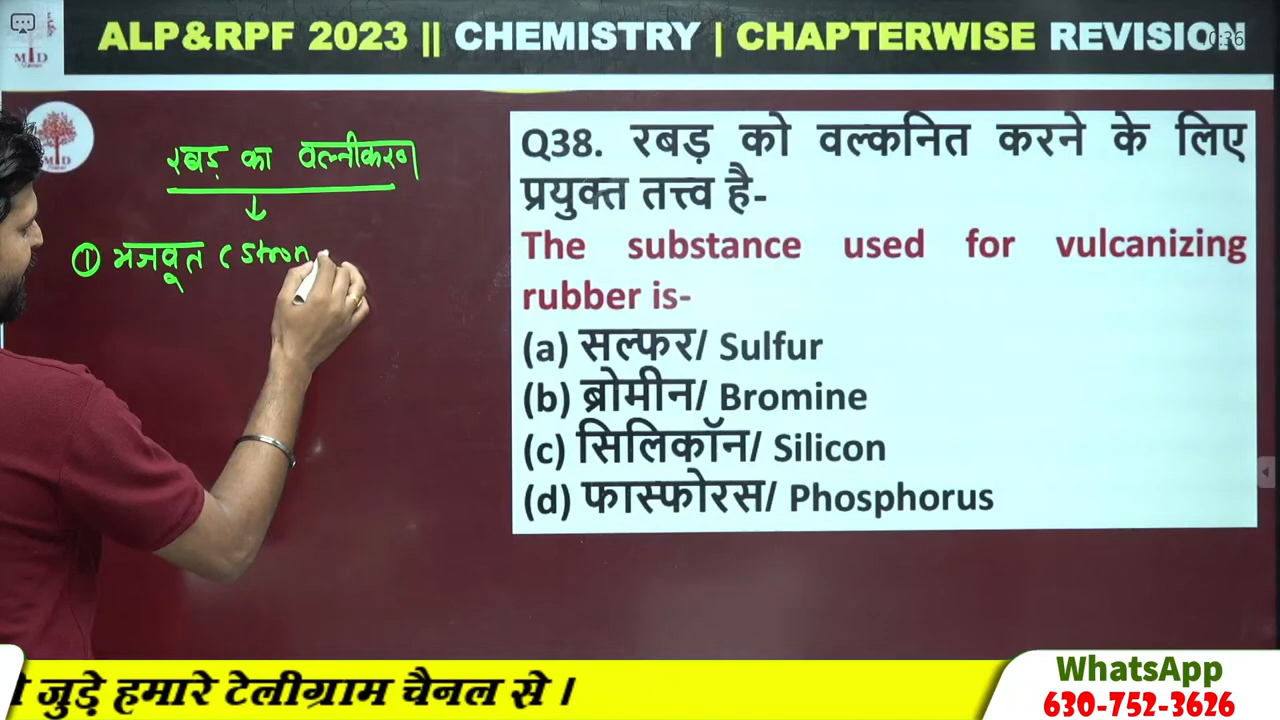 ALP&RPF 2023 || CHEMISTRY | CHAPTERWISE REVISION
MD
रबड़ का वल्नीकरण
↓
① मजबूत ( Stron
Q38. रबड़ को वल्कनित करने के लिए
प्रयुक्त तत्त्व है-
The substance used for vulcanizing
rubber is-
(a) सल्फर/ Sulfur
(b) ब्रोमीन/ Bromine
(c) सिलिकॉन/ Silicon
(d) फास्फोरस/ Phosphorus
जुड़े हमारे टेलीग्राम चैनल से ।
WhatsApp
630-752-3626